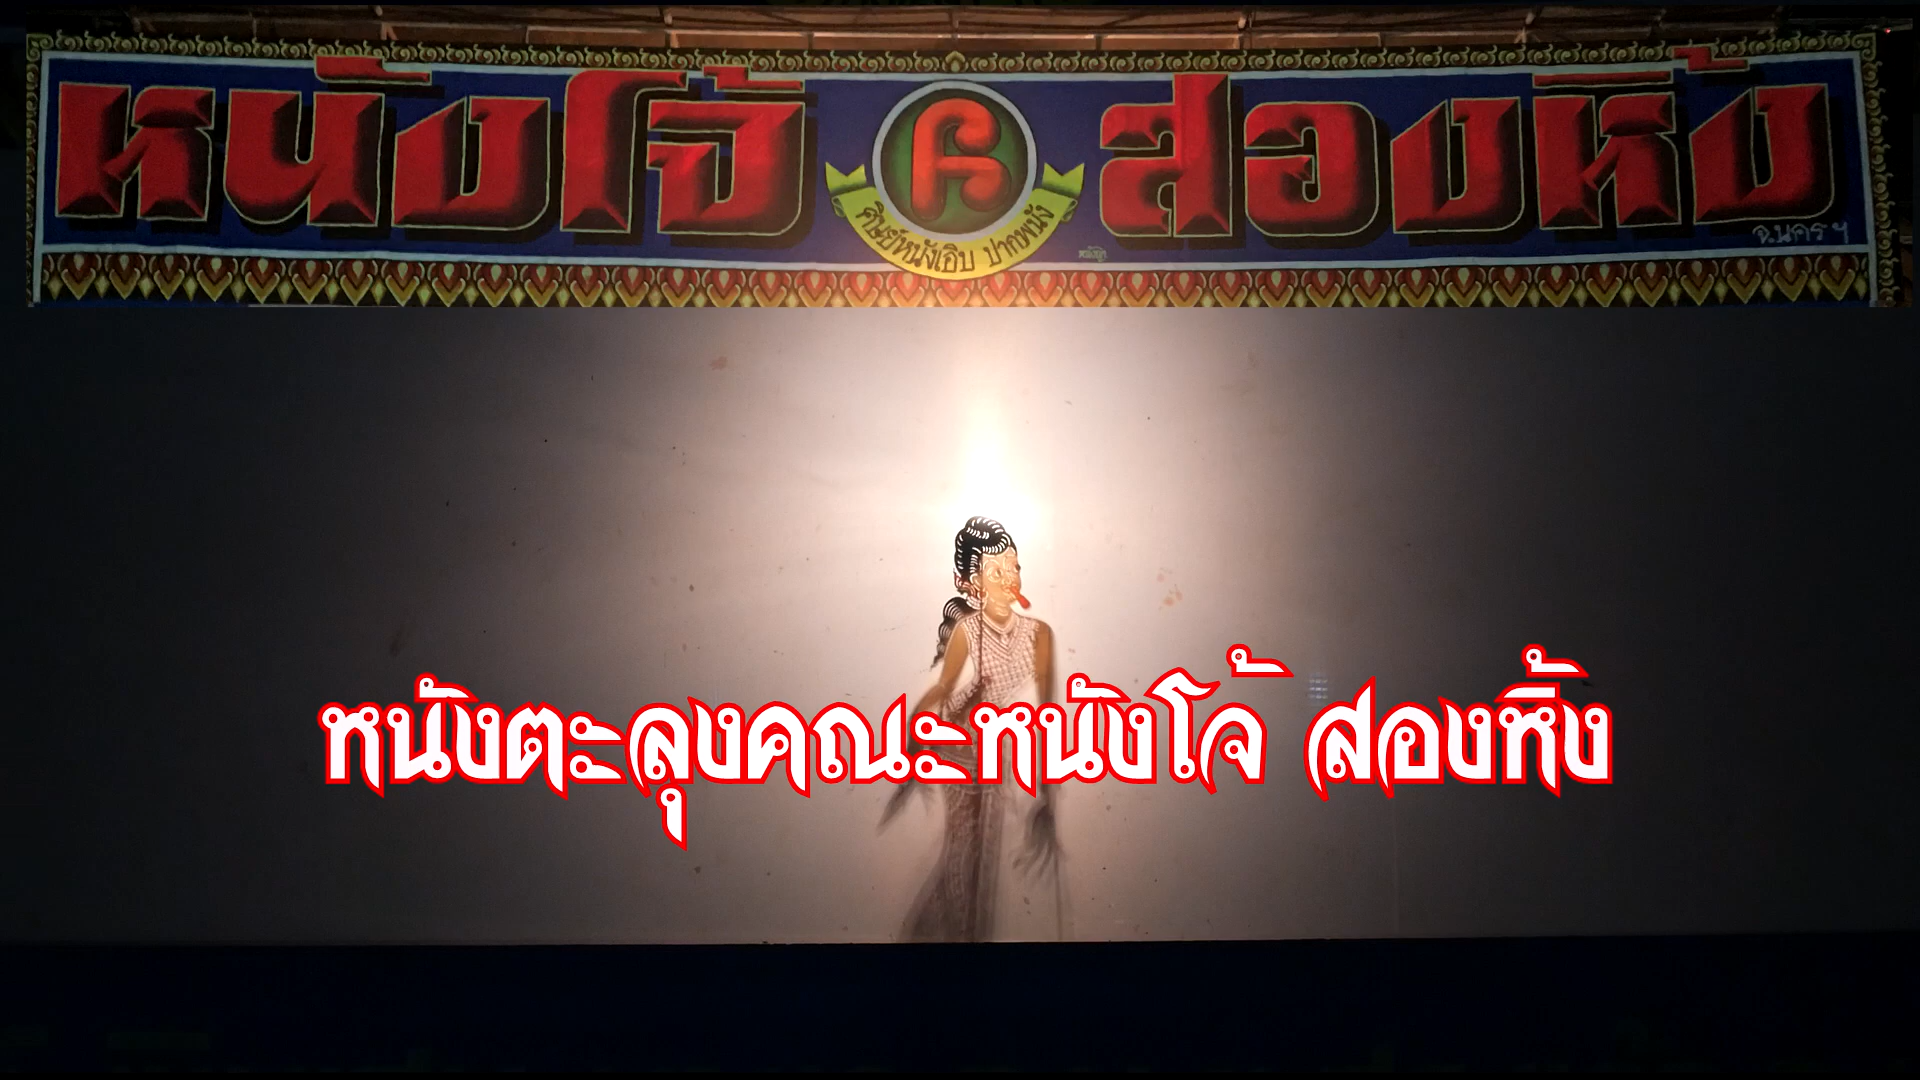 หนังโจ้ ค สองหิ้ง
ศิษย์หนังเอิบ ปากพนัง
จ.นครฯ
หนังตะลุงคณะหนังโจ้ สองหิ้ง